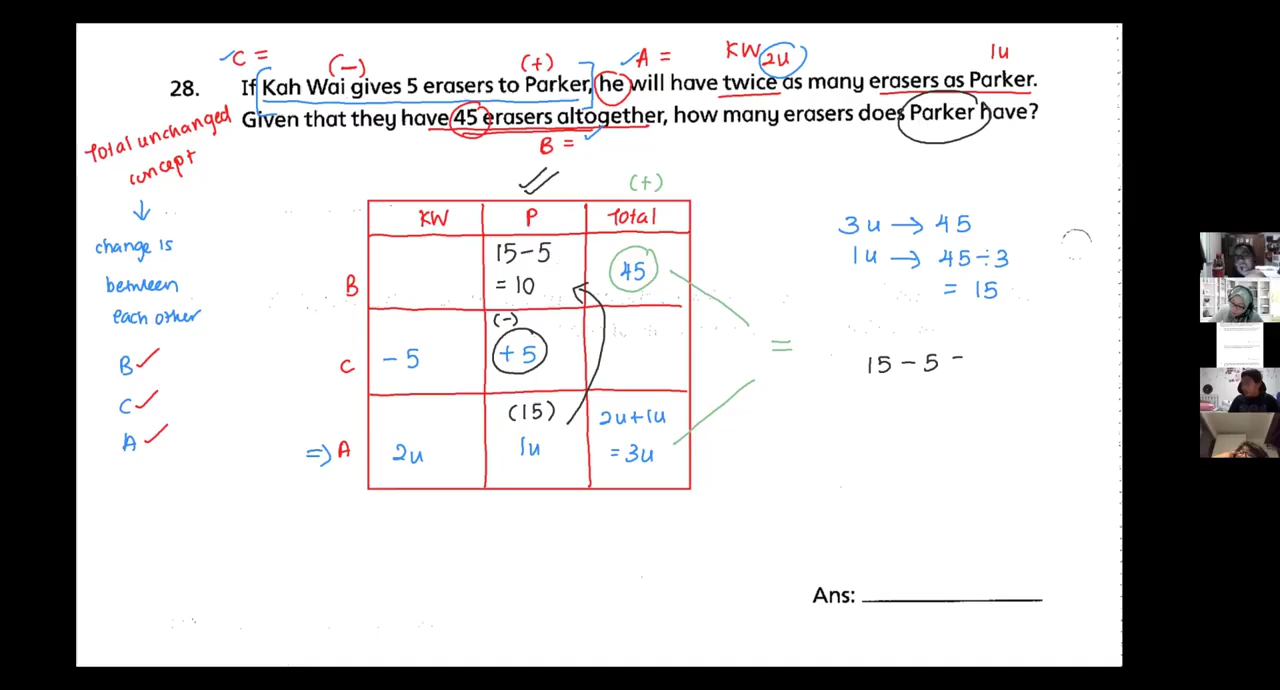 C = (-) (+) A = KW 2u 1u
28. If Kah Wai gives 5 erasers to Parker, he will have twice as many erasers as Parker.
Given that they have 45 erasers altogether, how many erasers does Parker have?
B =
Total unchanged
concept
change is
between
each other
B
C
A
(+)
KW P Total
B 15-5 45
= 10
(-)
C -5 +5
(15) 2u+1u
A 2u 1u = 3u
=
3u → 45
1u → 45÷3
= 15
15 - 5 -
Ans: